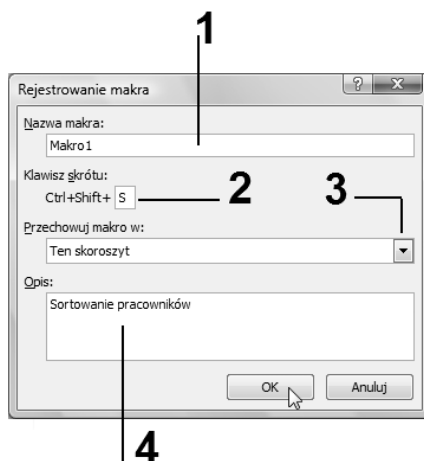 1
Rejestrowanie makra
?
Nazwa makra:
Makro1
Klawisz skrótu:
Ctrl+Shift+ S
2
3
Przechowuj makro w:
Ten skoroszyt
Opis:
Sortowanie pracowników
OK
Anuluj
4